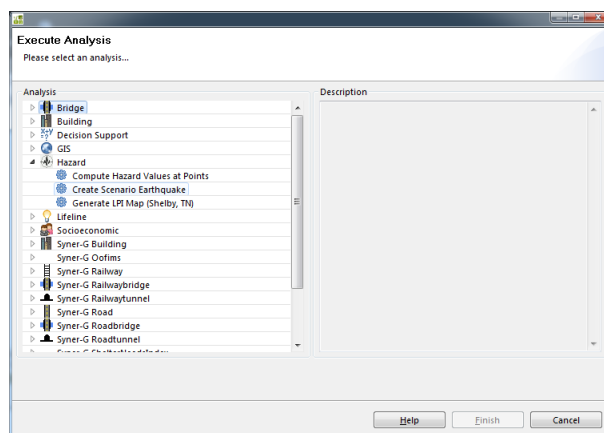 Execute Analysis
Please select an analysis...
Analysis
Bridge
Building
Decision Support
GIS
Hazard
Compute Hazard Values at Points
Create Scenario Earthquake
Generate LPI Map (Shelby, TN)
Lifeline
Socioeconomic
Syner-G Building
Syner-G Oofims
Syner-G Railway
Syner-G Railwaybridge
Syner-G Railwaytunnel
Syner-G Road
Syner-G Roadbridge
Syner-G Roadtunnel
Syner-G ShelterNeedsIndex
Description
Help Finish Cancel